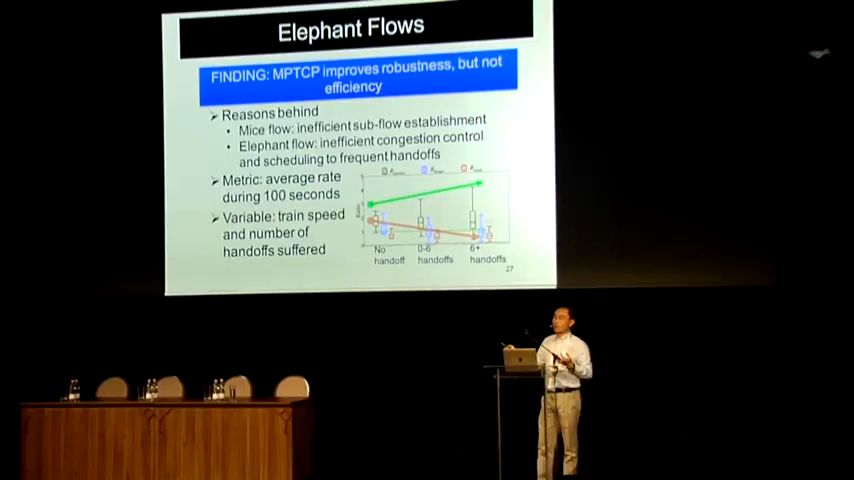 Elephant Flows
FINDING: MPTCP improves robustness, but not
efficiency
➢ Reasons behind
• Mice flow: inefficient sub-flow establishment
• Elephant flow: inefficient congestion control
and scheduling to frequent handoffs
➢ Metric: average rate
during 100 seconds
➢ Variable: train speed
and number of
handoffs suffered
No
handoff
0-6
handoffs
6+
handoffs
27